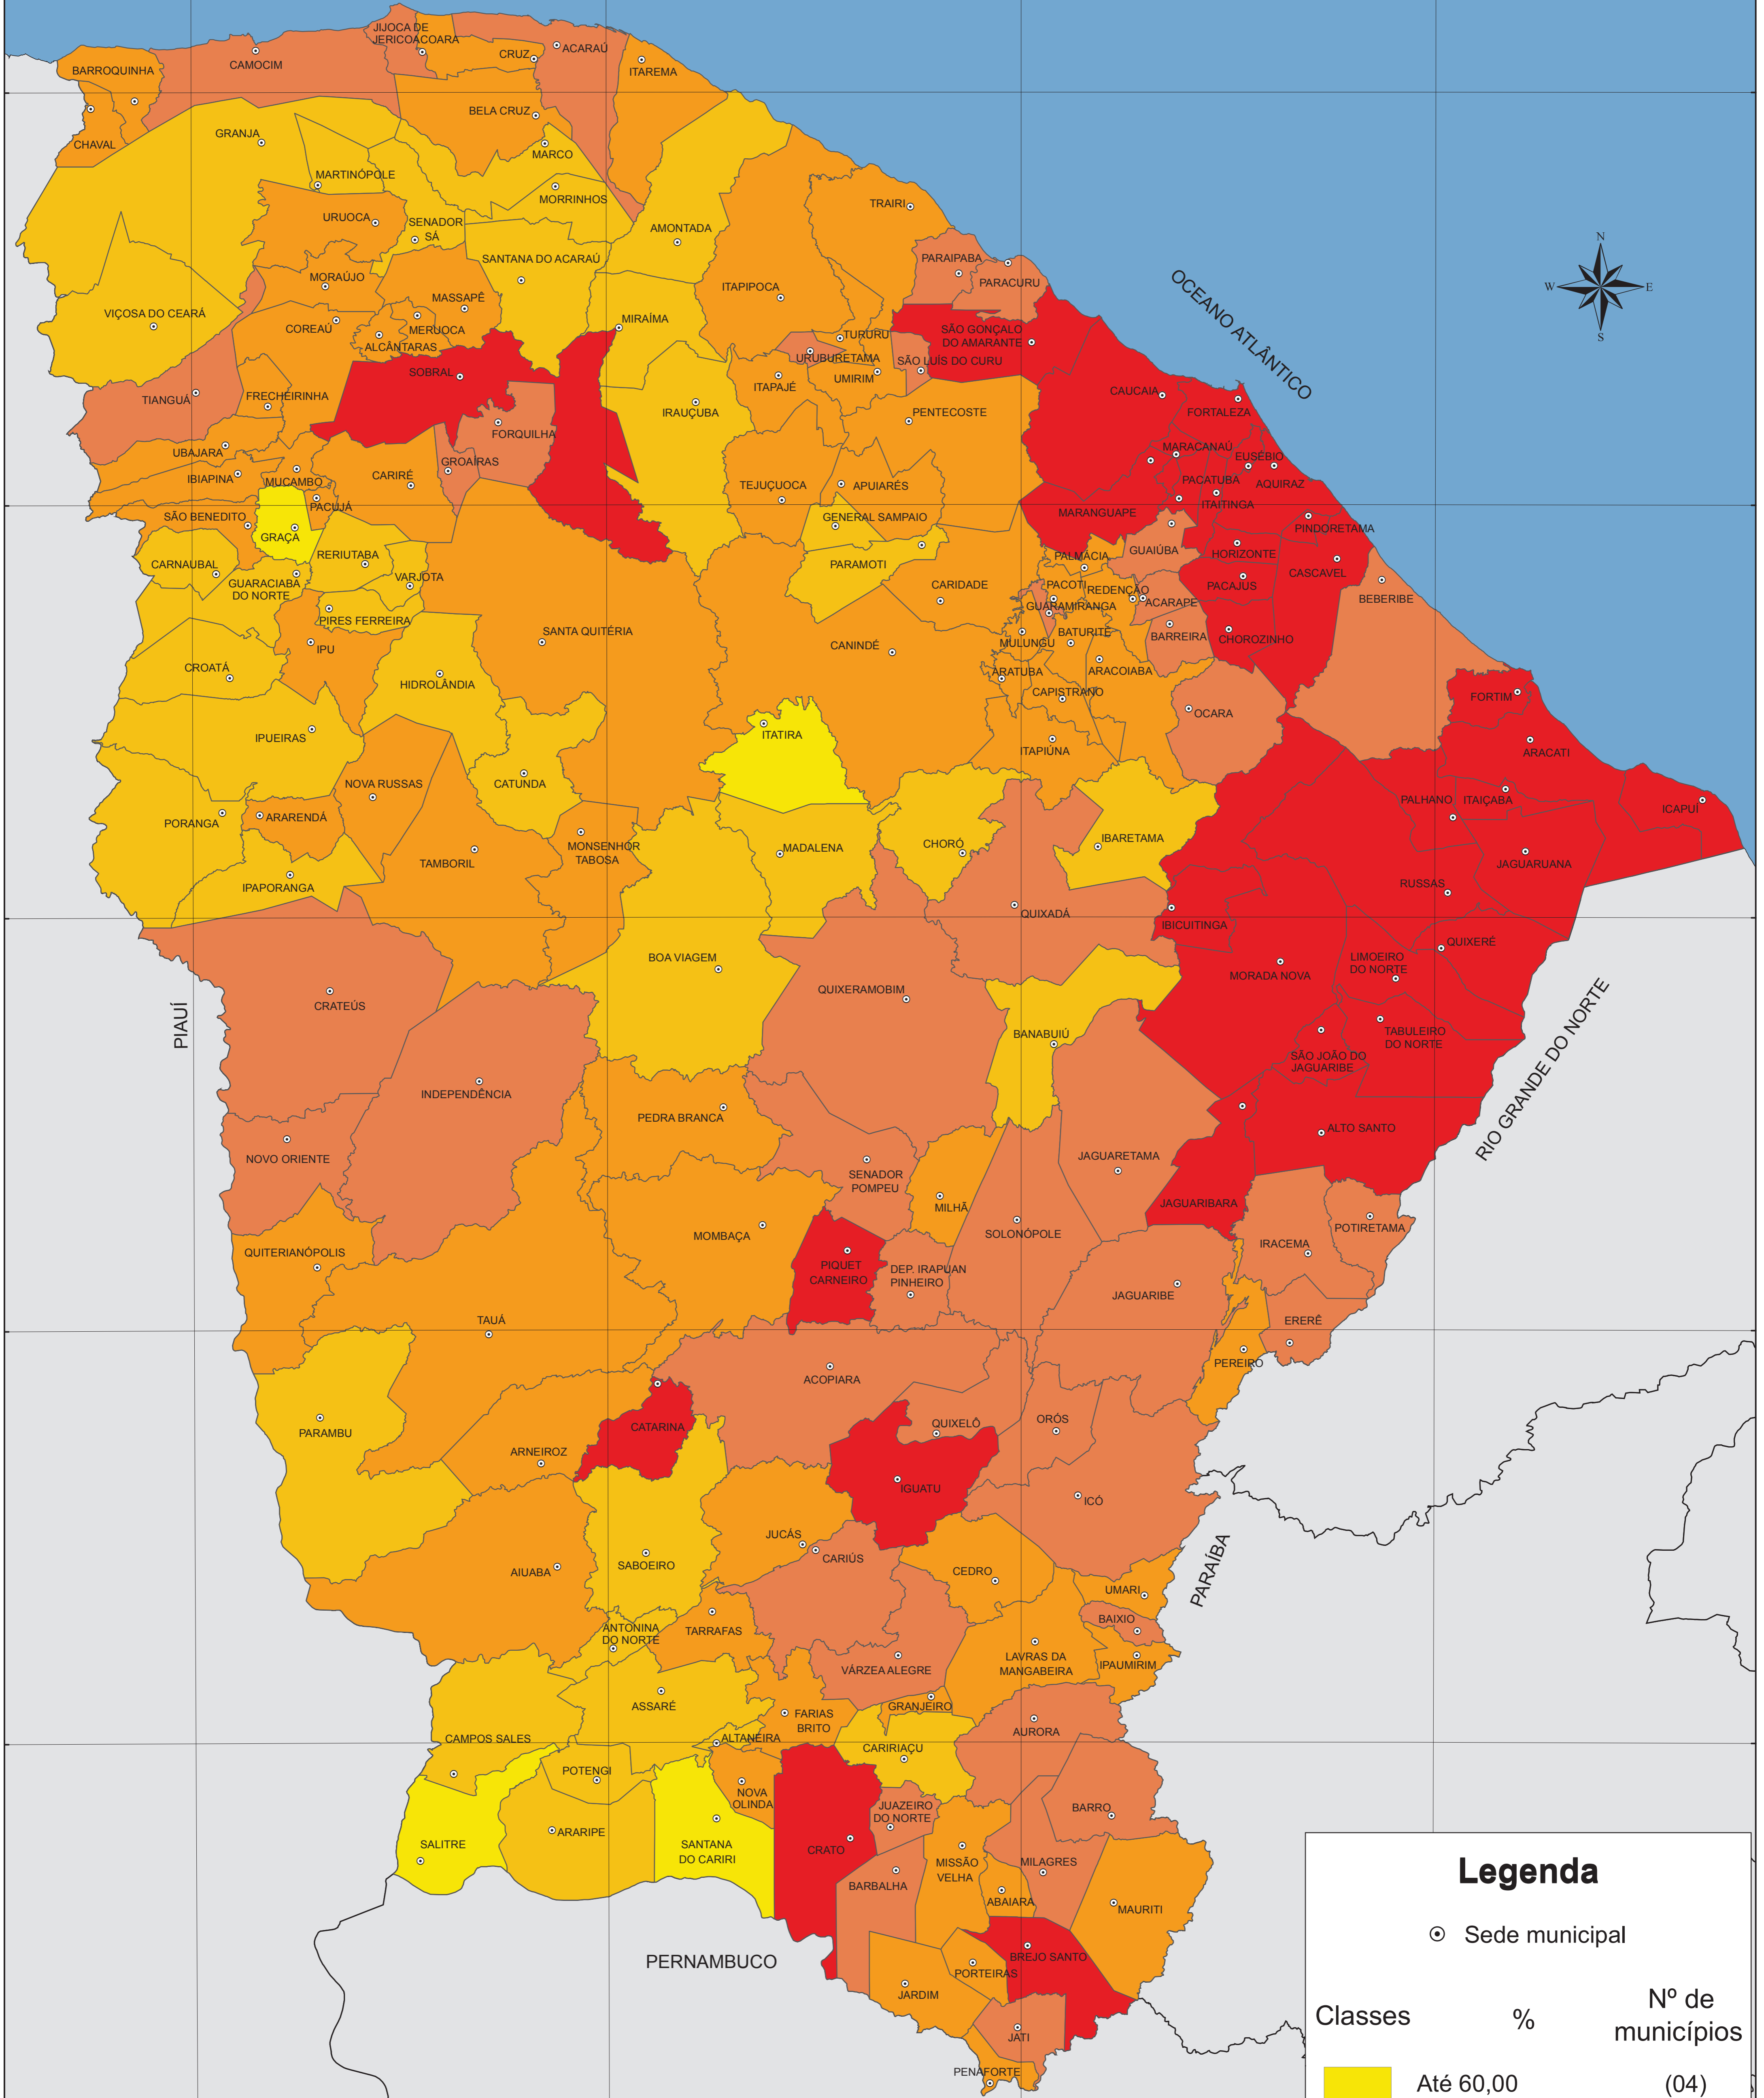 JIJOCA DE
JERICOACOARA
CRUZ
ACARAÚ
BARROQUINHA
CAMOCIM
ITAREMA
BELA CRUZ
CHAVAL
GRANJA
MARCO
MARTINÓPOLE
MORRINHOS
TRAIRI
URUOCA
SENADOR
SÁ
AMONTADA
N
W
E
S
SANTANA DO ACARAÚ
PARAIPABA
PARACURU
MORAÚJO
ITAPIPOCA
OCEANO ATLÂNTICO
MASSAPÊ
VIÇOSA DO CEARÁ
MIRAÍMA
COREAÚ
MERUOCA
TURURU
SÃO GONÇALO
DO AMARANTE
ALCÂNTARAS
URUBURETAMA
SÃO LUÍS DO CURU
SOBRAL
UMIRIM
ITAPAJÉ
CAUCAIA
TIANGUÁ
FRECHEIRINHA
IRAUÇUBA
PENTECOSTE
FORTALEZA
FORQUILHA
UBAJARA
MARACANAÚ
EUSÉBIO
GROAÍRAS
IBIAPINA
MUCAMBO
CARIRÉ
TEJUÇUOCA
APUIARÉS
PACATUBA
AQUIRAZ
PACUJÁ
ITAITINGA
SÃO BENEDITO
GENERAL SAMPAIO
MARANGUAPE
PINDORETAMA
GRAÇA
RERIUTABA
CARNAUBAL
PARAMOTI
PALMÁCIA
GUAIÚBA
HORIZONTE
GUARACIABA
DO NORTE
VARJOTA
CARIDADE
PACOTI
REDENÇÃO
PACAJUS
CASCAVEL
BEBERIBE
GUARAMIRANGA
ACARAPE
PIRES FERREIRA
SANTA QUITÉRIA
CANINDÉ
MULUNGU
BATURITÉ
BARREIRA
CHOROZINHO
IPU
CROATÁ
HIDROLÂNDIA
ARATUBA
ARACOIABA
CAPISTRANO
FORTIM
OCARA
IPUEIRAS
ITATIRA
ITAPIÚNA
ARACATI
NOVA RUSSAS
CATUNDA
PALHANO
ITAIÇABA
ICAPUÍ
PORANGA
ARARENDÁ
IBARETAMA
MONSENHOR
TABOSA
MADALENA
CHORÓ
TAMBORIL
JAGUARUANA
IPAPORANGA
RUSSAS
QUIXADÁ
IBICUITINGA
QUIXERÉ
BOA VIAGEM
LIMOEIRO
DO NORTE
MORADA NOVA
QUIXERAMOBIM
CRATEÚS
PIAUÍ
BANABUIÚ
TABULEIRO
DO NORTE
SÃO JOÃO DO
JAGUARIBE
RIO GRANDE DO NORTE
INDEPENDÊNCIA
PEDRA BRANCA
ALTO SANTO
NOVO ORIENTE
JAGUARETAMA
SENADOR
POMPEU
MILHÃ
JAGUARIBARA
POTIRETAMA
MOMBAÇA
SOLONÓPOLE
IRACEMA
QUITERIANÓPOLIS
PIQUET
CARNEIRO
DEP. IRAPUAN
PINHEIRO
JAGUARIBE
TAUÁ
ERERÊ
PEREIRO
ACOPIARA
PARAMBU
CATARINA
QUIXELÔ
ORÓS
ARNEIROZ
IGUATU
ICÓ
JUCÁS
CARIÚS
SABOEIRO
AIUABA
CEDRO
PARAÍBA
UMARI
BAIXIO
ANTONINA
DO NORTE
TARRAFAS
LAVRAS DA
MANGABEIRA
IPAUMIRIM
VÁRZEA ALEGRE
ASSARÉ
GRANJEIRO
FARIAS
BRITO
AURORA
CAMPOS SALES
ALTANEIRA
CARIRIAÇU
POTENGI
NOVA
OLINDA
JUAZEIRO
DO NORTE
BARRO
ARARIPE
SALITRE
SANTANA
DO CARIRI
CRATO
MISSÃO
VELHA
MILAGRES
BARBALHA
ABAIARA
MAURITI
BREJO SANTO
PERNAMBUCO
PORTEIRAS
JARDIM
JATI
PENAFORTE
Legenda
Sede municipal
Classes
%
Nº de
municípios
Até 60,00
(04)